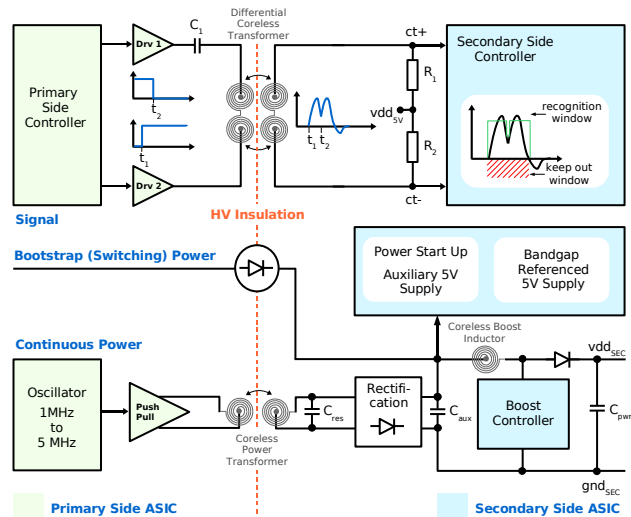 Differential
Coreless
Transformer
Drv 1
C1
ct+
Secondary Side
Controller
Primary
Side
Controller
t2
t1
R1
vdd5V
t1 t2
R2
recognition
window
keep out
window
Drv 2
ct-
Signal
HV Insulation
Bootstrap (Switching) Power
Power Start Up
Auxiliary 5V
Supply
Bandgap
Referenced
5V Supply
Continuous Power
Coreless Boost
Inductor
vddSEC
Oscillator
1MHz
to
5 MHz
Push
Pull
Cres
Rectifi-
cation
Caux
Boost
Controller
Cpwr
Coreless
Power
Transformer
gndSEC
Primary Side ASIC
Secondary Side ASIC